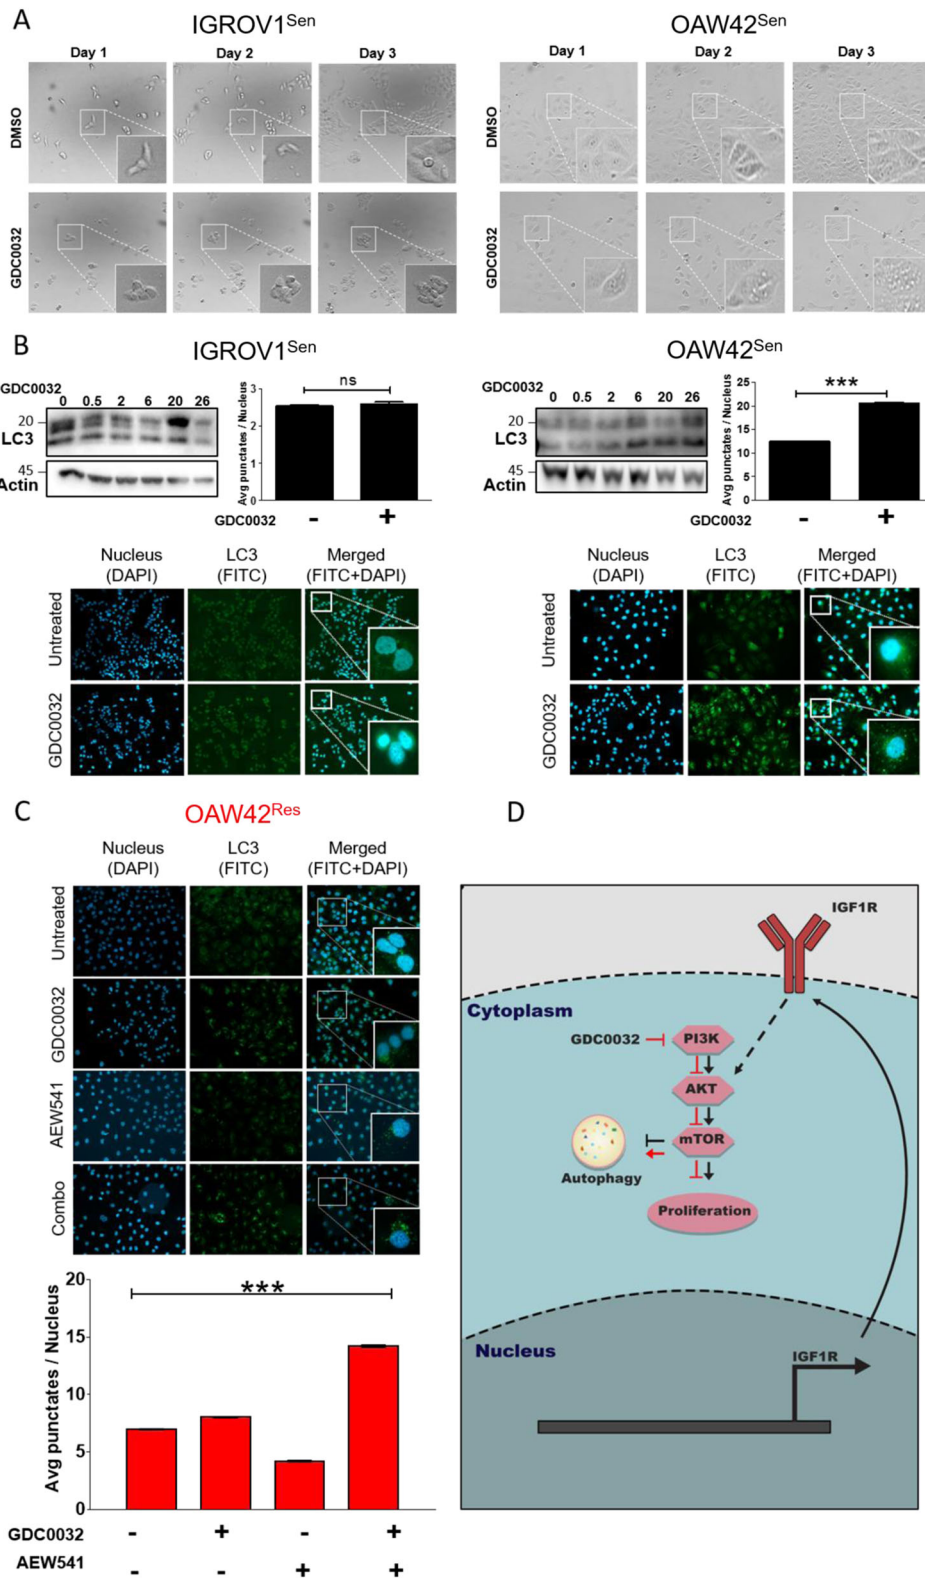 A
IGROV1Sen
OAW42Sen
Day 1
Day 2
Day 3
Day 1
Day 2
Day 3
DMSO
DMSO
GDC0032
GDC0032
B
IGROV1Sen
OAW42Sen
GDC0032
0 0.5 2 6 20 26
20
LC3
45
Actin
Avg punctates / Nucleus
3
2
1
0
ns
GDC0032
- +
GDC0032
0 0.5 2 6 20 26
20
LC3
45
Actin
Avg punctates / Nucleus
25
20
15
10
5
0
***
GDC0032
- +
Nucleus
(DAPI)
LC3
(FITC)
Merged
(FITC+DAPI)
Untreated
GDC0032
Nucleus
(DAPI)
LC3
(FITC)
Merged
(FITC+DAPI)
Untreated
GDC0032
C
OAW42Res
Nucleus
(DAPI)
LC3
(FITC)
Merged
(FITC+DAPI)
Untreated
GDC0032
AEW541
Combo
Avg punctates / Nucleus
20
15
10
5
0
***
GDC0032 - + - +
AEW541 - - + +
D
IGF1R
Cytoplasm
GDC0032
PI3K
AKT
mTOR
Autophagy
Proliferation
Nucleus
IGF1R